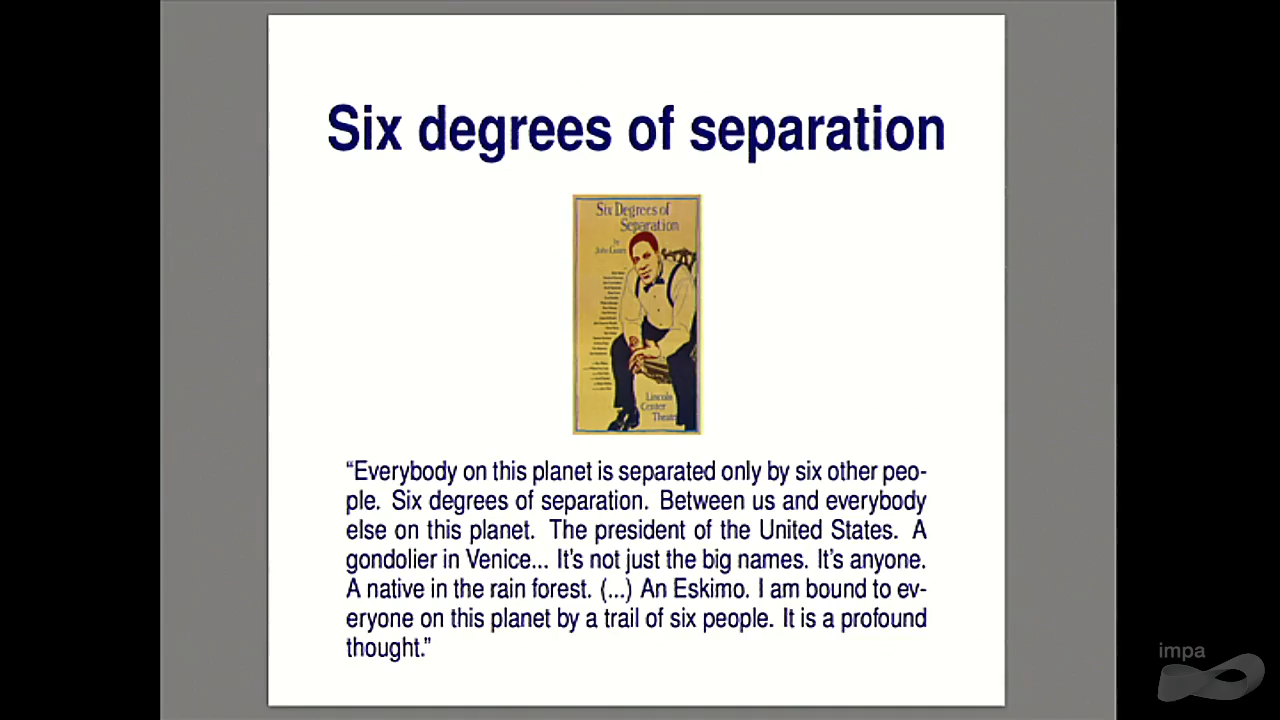 Six degrees of separation
Six Degrees of
Separation
by
John Guare
Lincoln
Center
Theater
“Everybody on this planet is separated only by six other peo-
ple. Six degrees of separation. Between us and everybody
else on this planet. The president of the United States. A
gondolier in Venice... It’s not just the big names. It’s anyone.
A native in the rain forest. (...) An Eskimo. I am bound to ev-
eryone on this planet by a trail of six people. It is a profound
thought.”
impa